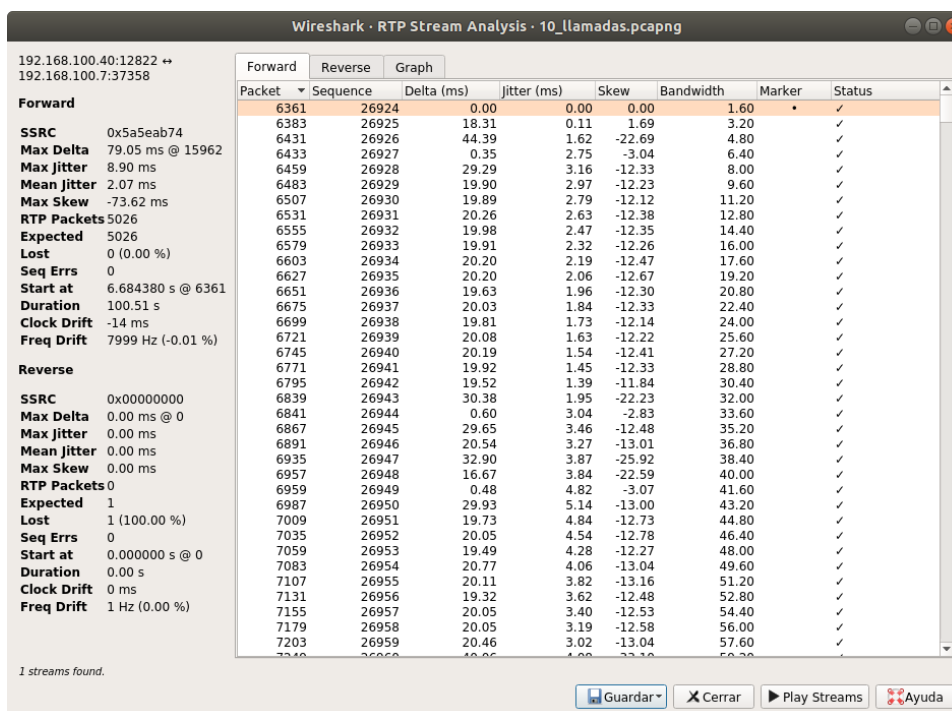 Wireshark · RTP Stream Analysis · 10_llamadas.pcapng
192.168.100.40:12822 ↔
192.168.100.7:37358
Forward
SSRC 0x5a5eab74
Max Delta 79.05 ms @ 15962
Max Jitter 8.90 ms
Mean Jitter 2.07 ms
Max Skew -73.62 ms
RTP Packets 5026
Expected 5026
Lost 0 (0.00 %)
Seq Errs 0
Start at 6.684380 s @ 6361
Duration 100.51 s
Clock Drift -14 ms
Freq Drift 7999 Hz (-0.01 %)
Reverse
SSRC 0x00000000
Max Delta 0.00 ms @ 0
Max Jitter 0.00 ms
Mean Jitter 0.00 ms
Max Skew 0.00 ms
RTP Packets 0
Expected 1
Lost 1 (100.00 %)
Seq Errs 0
Start at 0.000000 s @ 0
Duration 0.00 s
Clock Drift 0 ms
Freq Drift 1 Hz (0.00 %)
1 streams found.
Forward Reverse Graph
Packet Sequence Delta (ms) Jitter (ms) Skew Bandwidth Marker Status
6361 26924 0.00 0.00 0.00 1.60 • ✓
6383 26925 18.31 0.11 1.69 3.20 ✓
6431 26926 44.39 1.62 -22.69 4.80 ✓
6433 26927 0.35 2.75 -3.04 6.40 ✓
6459 26928 29.29 3.16 -12.33 8.00 ✓
6483 26929 19.90 2.97 -12.23 9.60 ✓
6507 26930 19.89 2.79 -12.12 11.20 ✓
6531 26931 20.26 2.63 -12.38 12.80 ✓
6555 26932 19.98 2.47 -12.35 14.40 ✓
6579 26933 19.91 2.32 -12.26 16.00 ✓
6603 26934 20.20 2.19 -12.47 17.60 ✓
6627 26935 20.20 2.06 -12.67 19.20 ✓
6651 26936 19.63 1.96 -12.30 20.80 ✓
6675 26937 20.03 1.84 -12.33 22.40 ✓
6699 26938 19.81 1.73 -12.14 24.00 ✓
6721 26939 20.08 1.63 -12.22 25.60 ✓
6745 26940 20.19 1.54 -12.41 27.20 ✓
6771 26941 19.92 1.45 -12.33 28.80 ✓
6795 26942 19.52 1.39 -11.84 30.40 ✓
6839 26943 30.38 1.95 -22.23 32.00 ✓
6841 26944 0.60 3.04 -2.83 33.60 ✓
6867 26945 29.65 3.46 -12.48 35.20 ✓
6891 26946 20.54 3.27 -13.01 36.80 ✓
6935 26947 32.90 3.87 -25.92 38.40 ✓
6957 26948 16.67 3.84 -22.59 40.00 ✓
6959 26949 0.48 4.82 -3.07 41.60 ✓
6987 26950 29.93 5.14 -13.00 43.20 ✓
7009 26951 19.73 4.84 -12.73 44.80 ✓
7035 26952 20.05 4.54 -12.78 46.40 ✓
7059 26953 19.49 4.28 -12.27 48.00 ✓
7083 26954 20.77 4.06 -13.04 49.60 ✓
7107 26955 20.11 3.82 -13.16 51.20 ✓
7131 26956 19.32 3.62 -12.48 52.80 ✓
7155 26957 20.05 3.40 -12.53 54.40 ✓
7179 26958 20.05 3.19 -12.58 56.00 ✓
7203 26959 20.46 3.02 -13.04 57.60 ✓
Guardar Cerrar Play Streams Ayuda